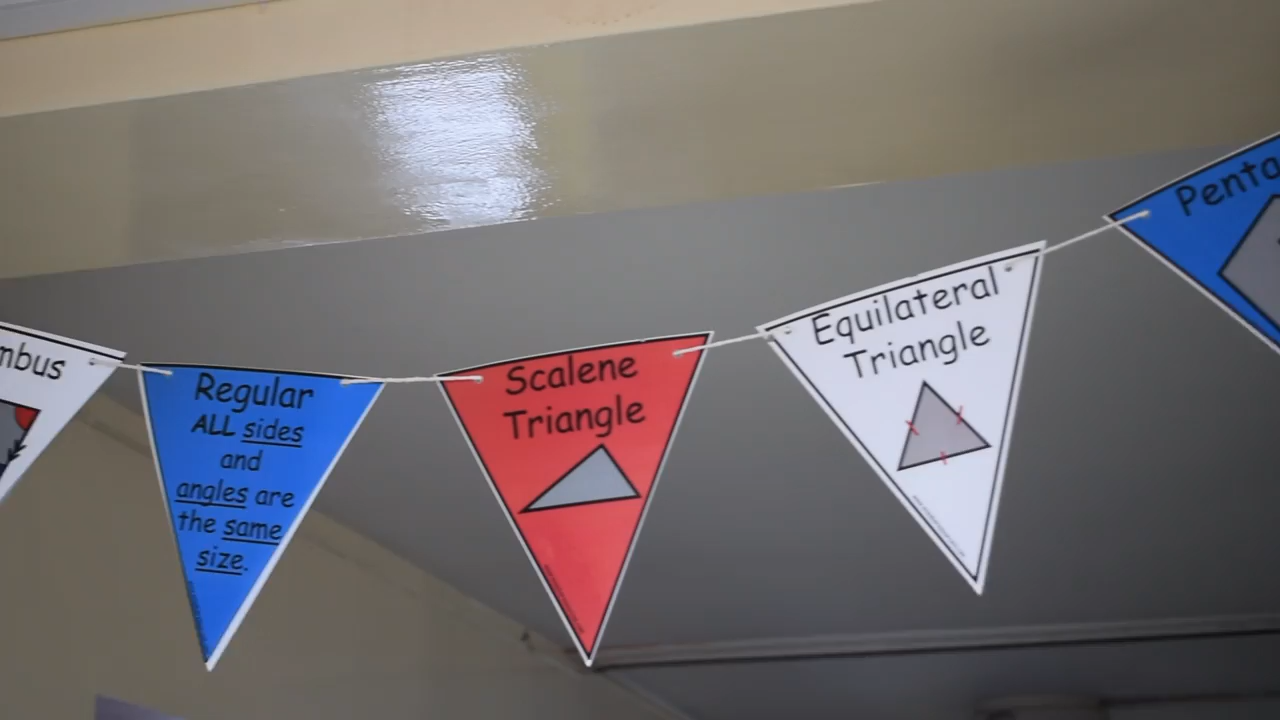 mbus
Regular
ALL sides
and
angles are
the same
size.
Scalene
Triangle
Equilateral
Triangle
Penta